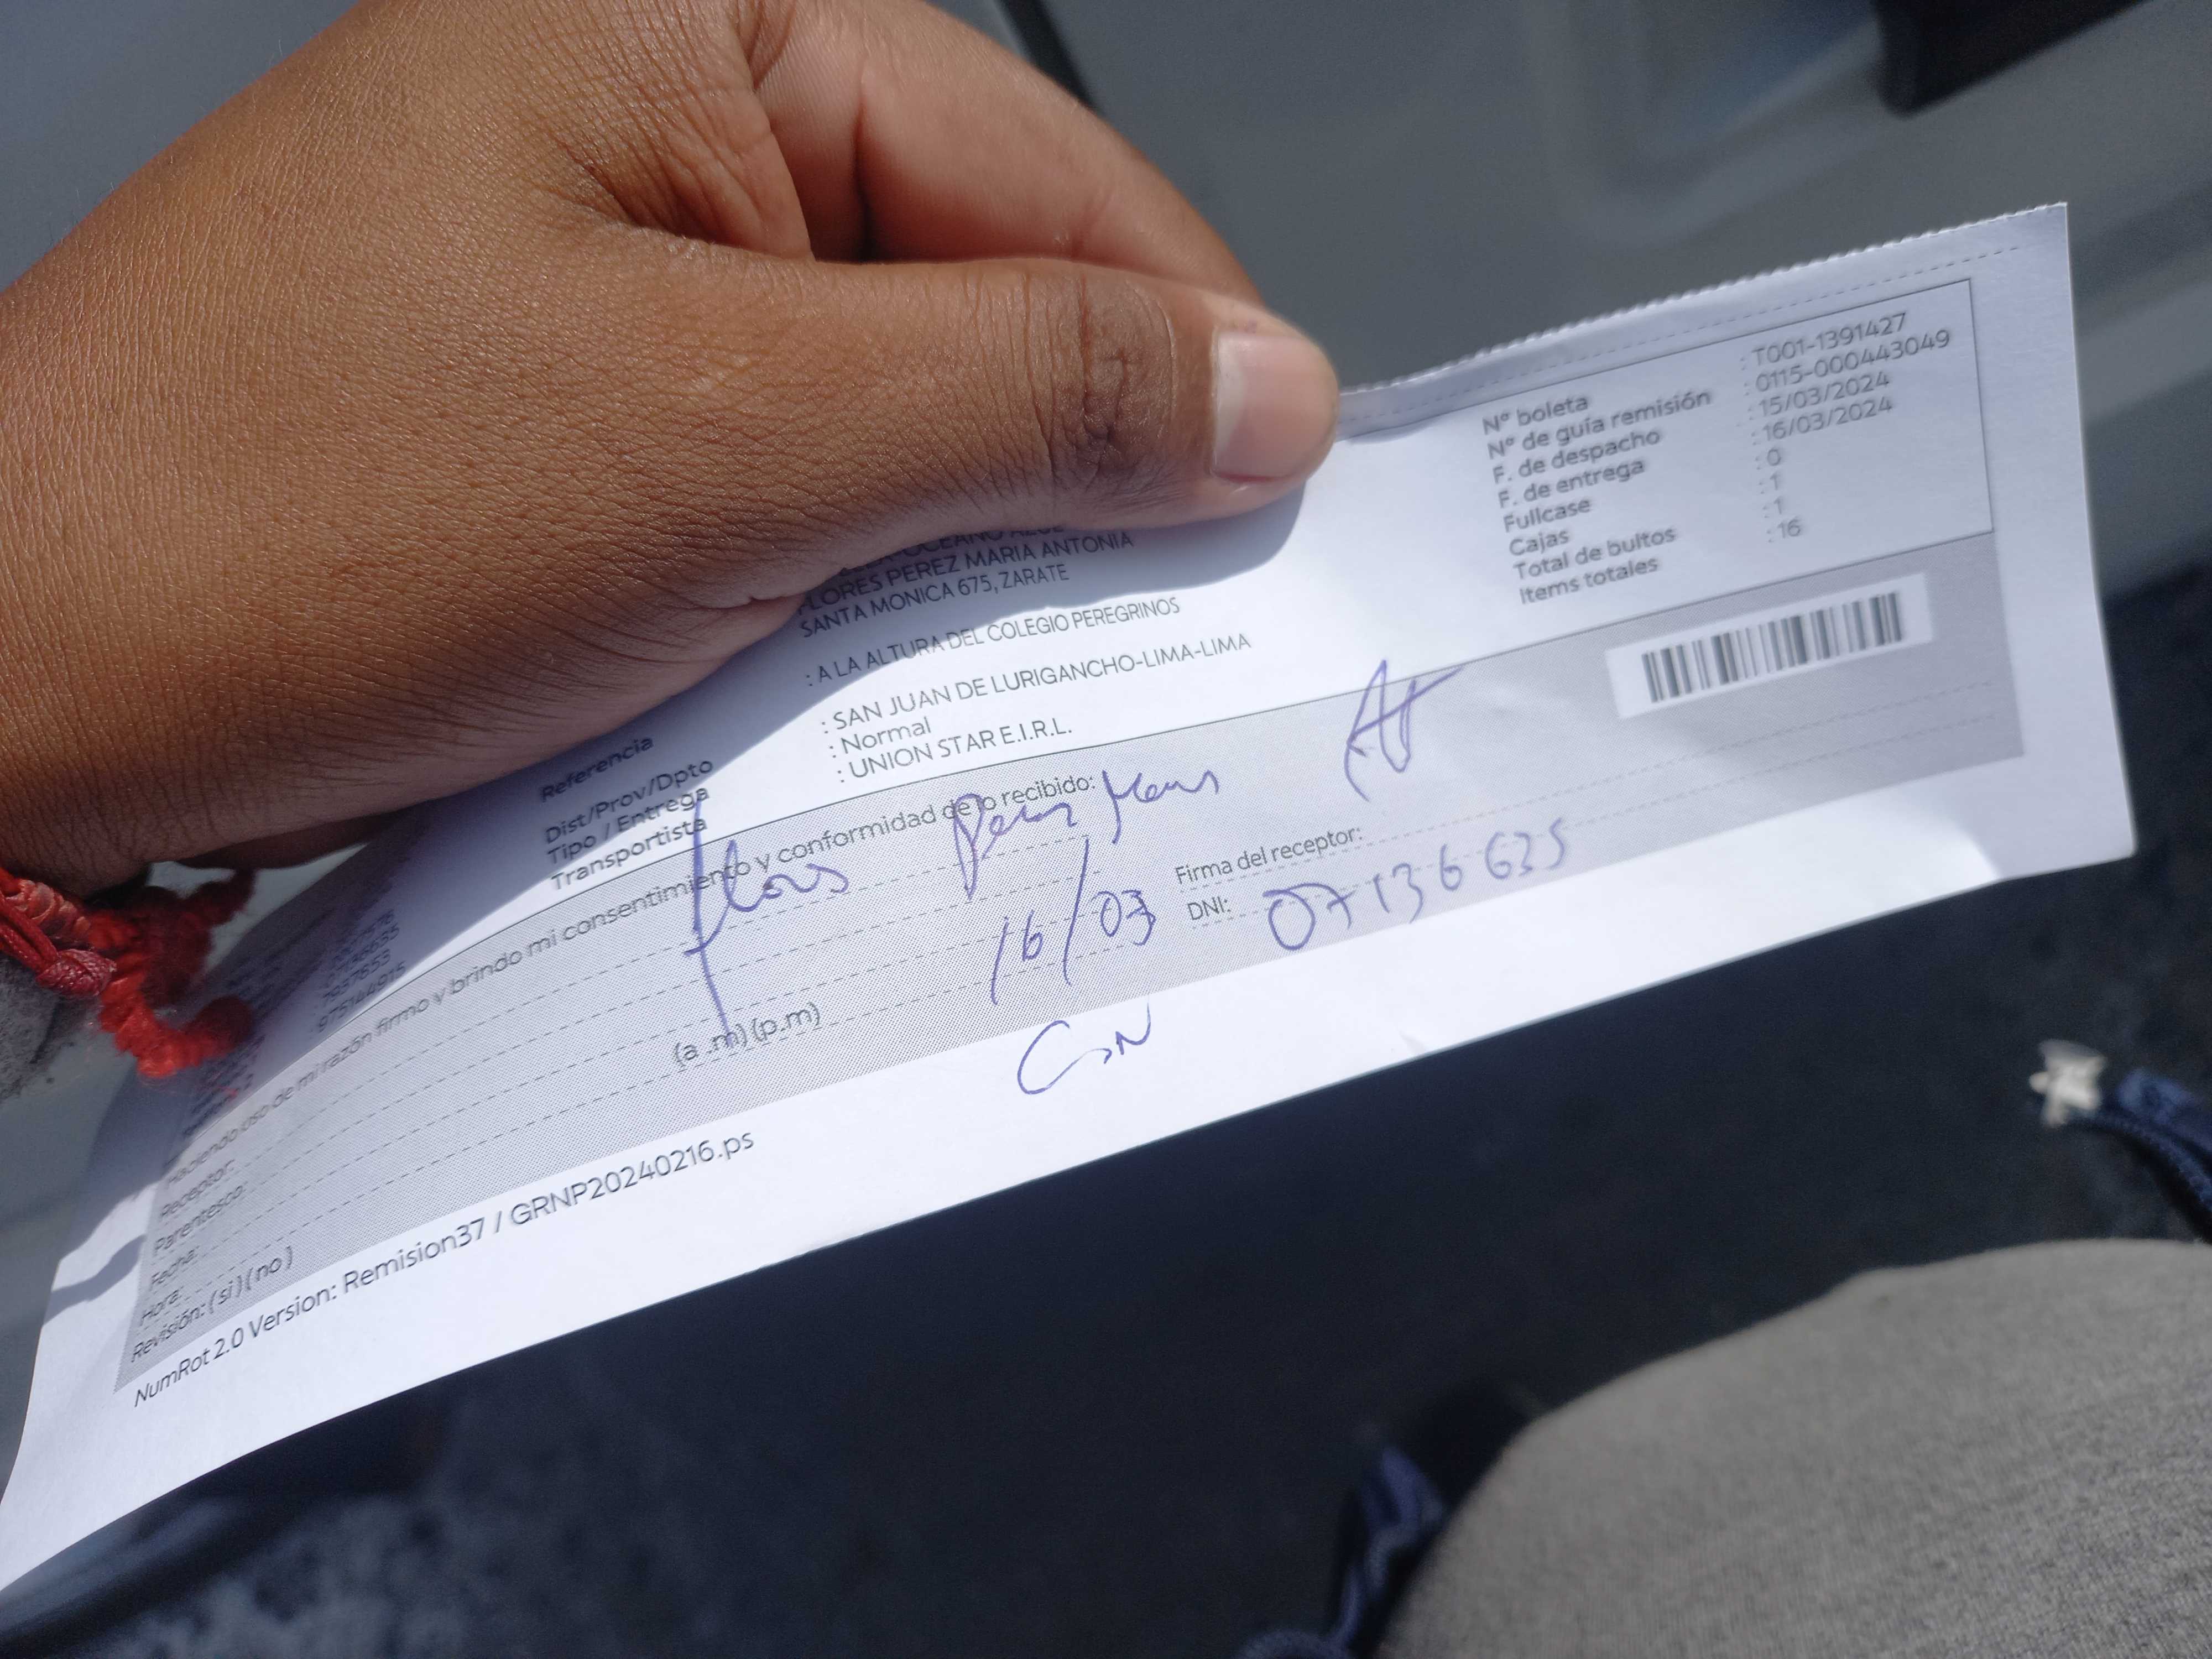 Nº boleta : T001-1391427
Nº de guía remisión : 0115-000443049
F. de despacho : 15/03/2024
F. de entrega : 16/03/2024
Fullcase : 0
Cajas : 1
Total de bultos : 1
Items totales : 16
FLORES PEREZ MARIA ANTONIA
SANTA MONICA 675, ZARATE
Referencia : A LA ALTURA DEL COLEGIO PEREGRINOS
Dist/Prov/Dpto : SAN JUAN DE LURIGANCHO-LIMA-LIMA
Tipo / Entrega : Normal
Transportista : UNION STAR E.I.R.L.
Haciendo uso de mi razón firmo y brindo mi consentimiento y conformidad de lo recibido:
Receptor:
Parentesco:
Firma del receptor:
Fecha: 16/03
DNI: 07136635
Hora: (a .m) (p.m)
Revisión: ( si ) ( no )
NumRot 2.0 Version: Remision37 / GRNP20240216.ps